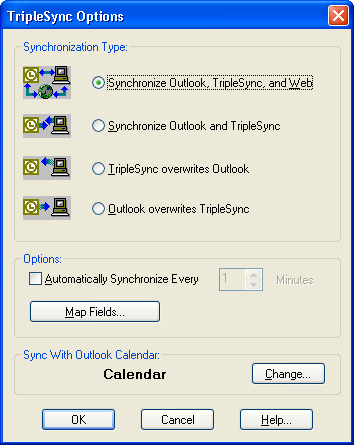 TripleSync Options
Synchronization Type:
Synchronize Outlook, TripleSync, and Web
Synchronize Outlook and TripleSync
TripleSync overwrites Outlook
Outlook overwrites TripleSync
Options:
Automatically Synchronize Every 1 Minutes
Map Fields...
Sync With Outlook Calendar:
Calendar Change...
OK Cancel Help...